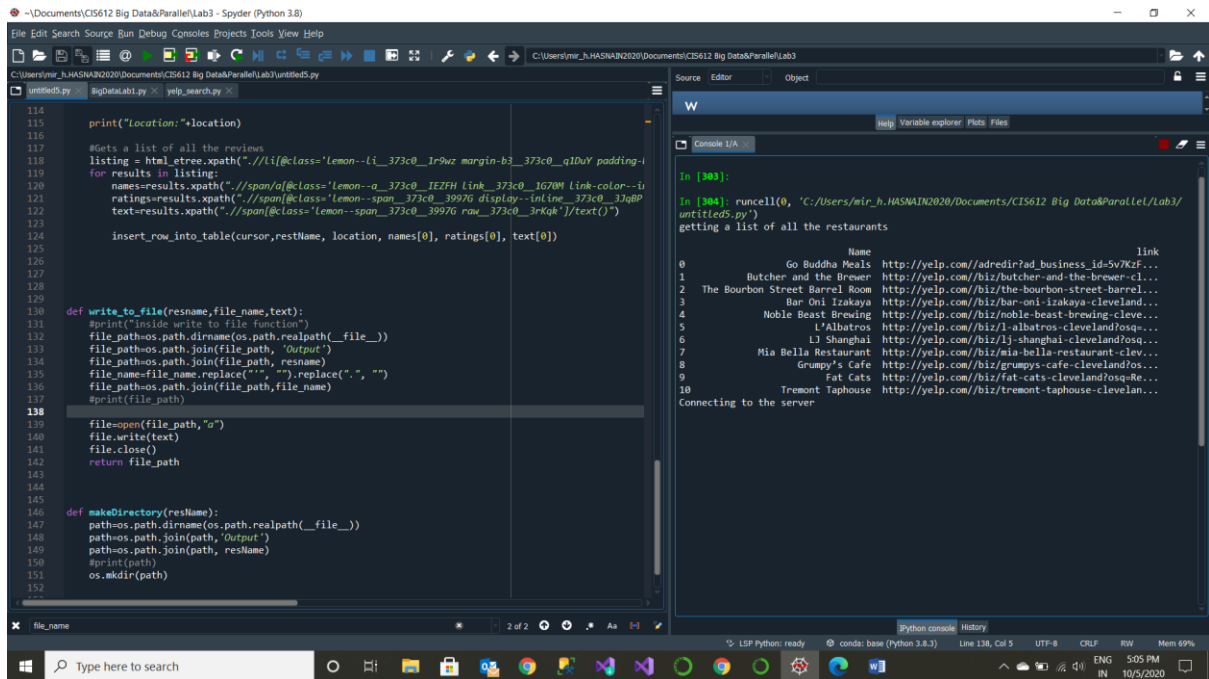 ~\Documents\CIS612 Big Data&Parallel\Lab3 - Spyder (Python 3.8)
File Edit Search Source Run Debug Consoles Projects Tools View Help
C:\Users\mir_h.HASNAIN2020\Documents\CIS612 Big Data&Parallel\Lab3
C:\Users\mir_h.HASNAIN2020\Documents\CIS612 Big Data&Parallel\Lab3\untitled5.py
untitled5.py BigDataLab1.py yelp_search.py
114
115 print("Location:"+location)
116
117 #Gets a list of all the reviews
118 listing = html_etree.xpath(".//li[@class='lemon--li__373c0__1r9wz margin-b3__373c0__q1DuY padding-
119 for results in listing:
120 names=results.xpath(".//span/a[@class='lemon--a__373c0__IEZFH link__373c0__1G70M link-color--i
121 ratings=results.xpath(".//span[@class='lemon--span__373c0__3997G display--inline__373c0__3JqBP
122 text=results.xpath(".//span[@class='lemon--span__373c0__3997G raw__373c0__3rKqk']/text()")
123
124 insert_row_into_table(cursor,restName, location, names[0], ratings[0], text[0])
125
126
127
128
129
130 def write_to_file(resname,file_name,text):
131 #print("inside write to file function")
132 file_path=os.path.dirname(os.path.realpath(__file__))
133 file_path=os.path.join(file_path, 'Output')
134 file_path=os.path.join(file_path, resname)
135 file_name=file_name.replace("'", "").replace(".", "")
136 file_path=os.path.join(file_path,file_name)
137 #print(file_path)
138
139 file=open(file_path,"a")
140 file.write(text)
141 file.close()
142 return file_path
143
144
145
146 def makeDirectory(resName):
147 path=os.path.dirname(os.path.realpath(__file__))
148 path=os.path.join(path,'Output')
149 path=os.path.join(path, resName)
150 #print(path)
151 os.mkdir(path)
152
file_name 2 of 2 Aa
Source Editor Object
W
Help Variable explorer Plots Files
Console 1/A
In [303]:
In [304]: runcell(0, 'C:/Users/mir_h.HASNAIN2020/Documents/CIS612 Big Data&Parallel/Lab3/
untitled5.py')
getting a list of all the restaurants
Name link
0 Go Buddha Meals http://yelp.com//adredir?ad_business_id=5v7KzF...
1 Butcher and the Brewer http://yelp.com//biz/butcher-and-the-brewer-cl...
2 The Bourbon Street Barrel Room http://yelp.com//biz/the-bourbon-street-barrel...
3 Bar Oni Izakaya http://yelp.com//biz/bar-oni-izakaya-cleveland...
4 Noble Beast Brewing http://yelp.com//biz/noble-beast-brewing-cleve...
5 L'Albatros http://yelp.com//biz/l-albatros-cleveland?osq=...
6 LJ Shanghai http://yelp.com//biz/lj-shanghai-cleveland?osq...
7 Mia Bella Restaurant http://yelp.com//biz/mia-bella-restaurant-clev...
8 Grumpy's Cafe http://yelp.com//biz/grumpys-cafe-cleveland?os...
9 Fat Cats http://yelp.com//biz/fat-cats-cleveland?osq=Re...
10 Tremont Taphouse http://yelp.com//biz/tremont-taphouse-clevelan...
Connecting to the server
IPython console History
LSP Python: ready conda: base (Python 3.8.3) Line 138, Col 5 UTF-8 CRLF RW Mem 69%
Type here to search
ENG 5:05 PM
IN 10/5/2020